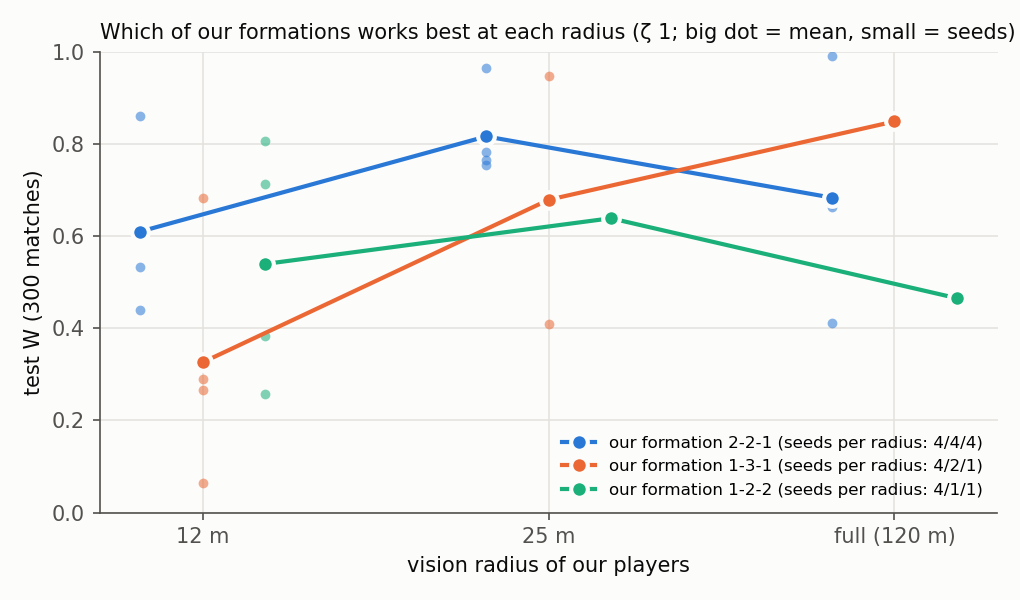 Which of our formations works best at each radius (ζ 1; big dot = mean, small = seeds)
test W (300 matches)
1.0
0.8
0.6
0.4
0.2
0.0
our formation 2-2-1 (seeds per radius: 4/4/4)
our formation 1-3-1 (seeds per radius: 4/2/1)
our formation 1-2-2 (seeds per radius: 4/1/1)
12 m
25 m
full (120 m)
vision radius of our players